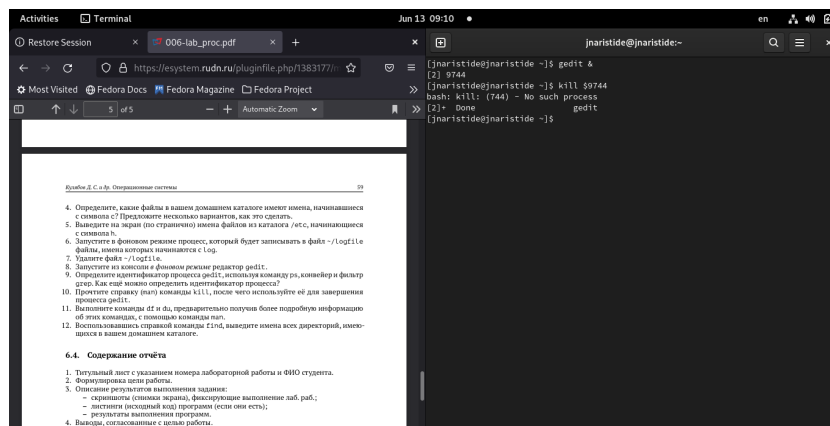 Activities Terminal Jun 13 09:10 en
Restore Session × 006-lab_proc.pdf × + ×
https://esystem.rudn.ru/pluginfile.php/1383177/
Most Visited Fedora Docs Fedora Magazine Fedora Project »
5 of 5 − + Automatic Zoom »
Кулябов Д. С. и др. Операционные системы 59
4. Определите, какие файлы в вашем домашнем каталоге имеют имена, начинавшиеся
с символа c? Предложите несколько вариантов, как это сделать.
5. Выведите на экран (по странично) имена файлов из каталога /etc, начинающиеся
с символа h.
6. Запустите в фоновом режиме процесс, который будет записывать в файл ~/logfile
файлы, имена которых начинаются с log.
7. Удалите файл ~/logfile.
8. Запустите из консоли в фоновом режиме редактор gedit.
9. Определите идентификатор процесса gedit, используя команду ps, конвейер и фильтр
grep. Как ещё можно определить идентификатор процесса?
10. Прочтите справку (man) команды kill, после чего используйте её для завершения
процесса gedit.
11. Выполните команды df и du, предварительно получив более подробную информацию
об этих командах, с помощью команды man.
12. Воспользовавшись справкой команды find, выведите имена всех директорий, имею-
щихся в вашем домашнем каталоге.
6.4. Содержание отчёта
1. Титульный лист с указанием номера лабораторной работы и ФИО студента.
2. Формулировка цели работы.
3. Описание результатов выполнения задания:
– скриншоты (снимки экрана), фиксирующие выполнение лаб. раб.;
– листинги (исходный код) программ (если они есть);
– результаты выполнения программ.
4. Выводы, согласованные с целью работы.
jnaristide@jnaristide:~
[jnaristide@jnaristide ~]$ gedit &
[2] 9744
[jnaristide@jnaristide ~]$ kill $9744
bash: kill: (744) - No such process
[2]+ Done gedit
[jnaristide@jnaristide ~]$